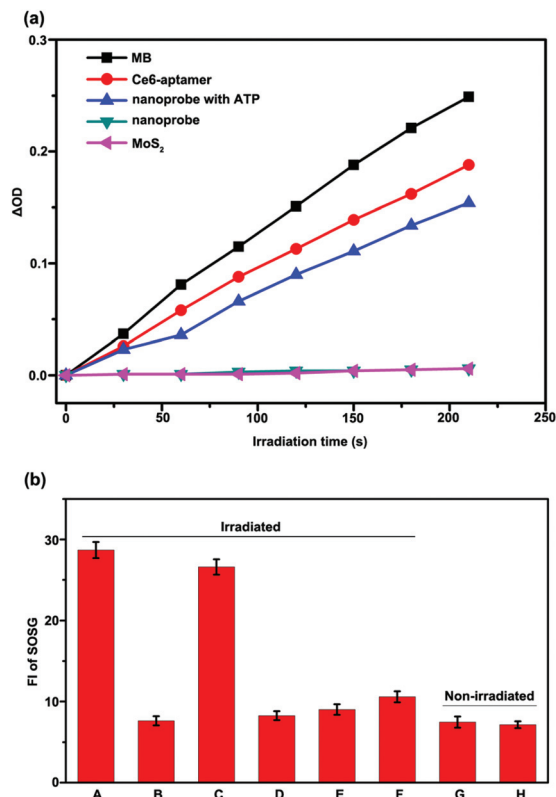 (a)
0.3
0.2
0.1
0.0
ΔOD
MB
Ce6-aptamer
nanoprobe with ATP
nanoprobe
MoS₂
0 50 100 150 200 250
Irradiation time (s)
(b)
30
20
10
0
FI of SOSG
Irradiated
Non-irradiated
A B C D E F G H